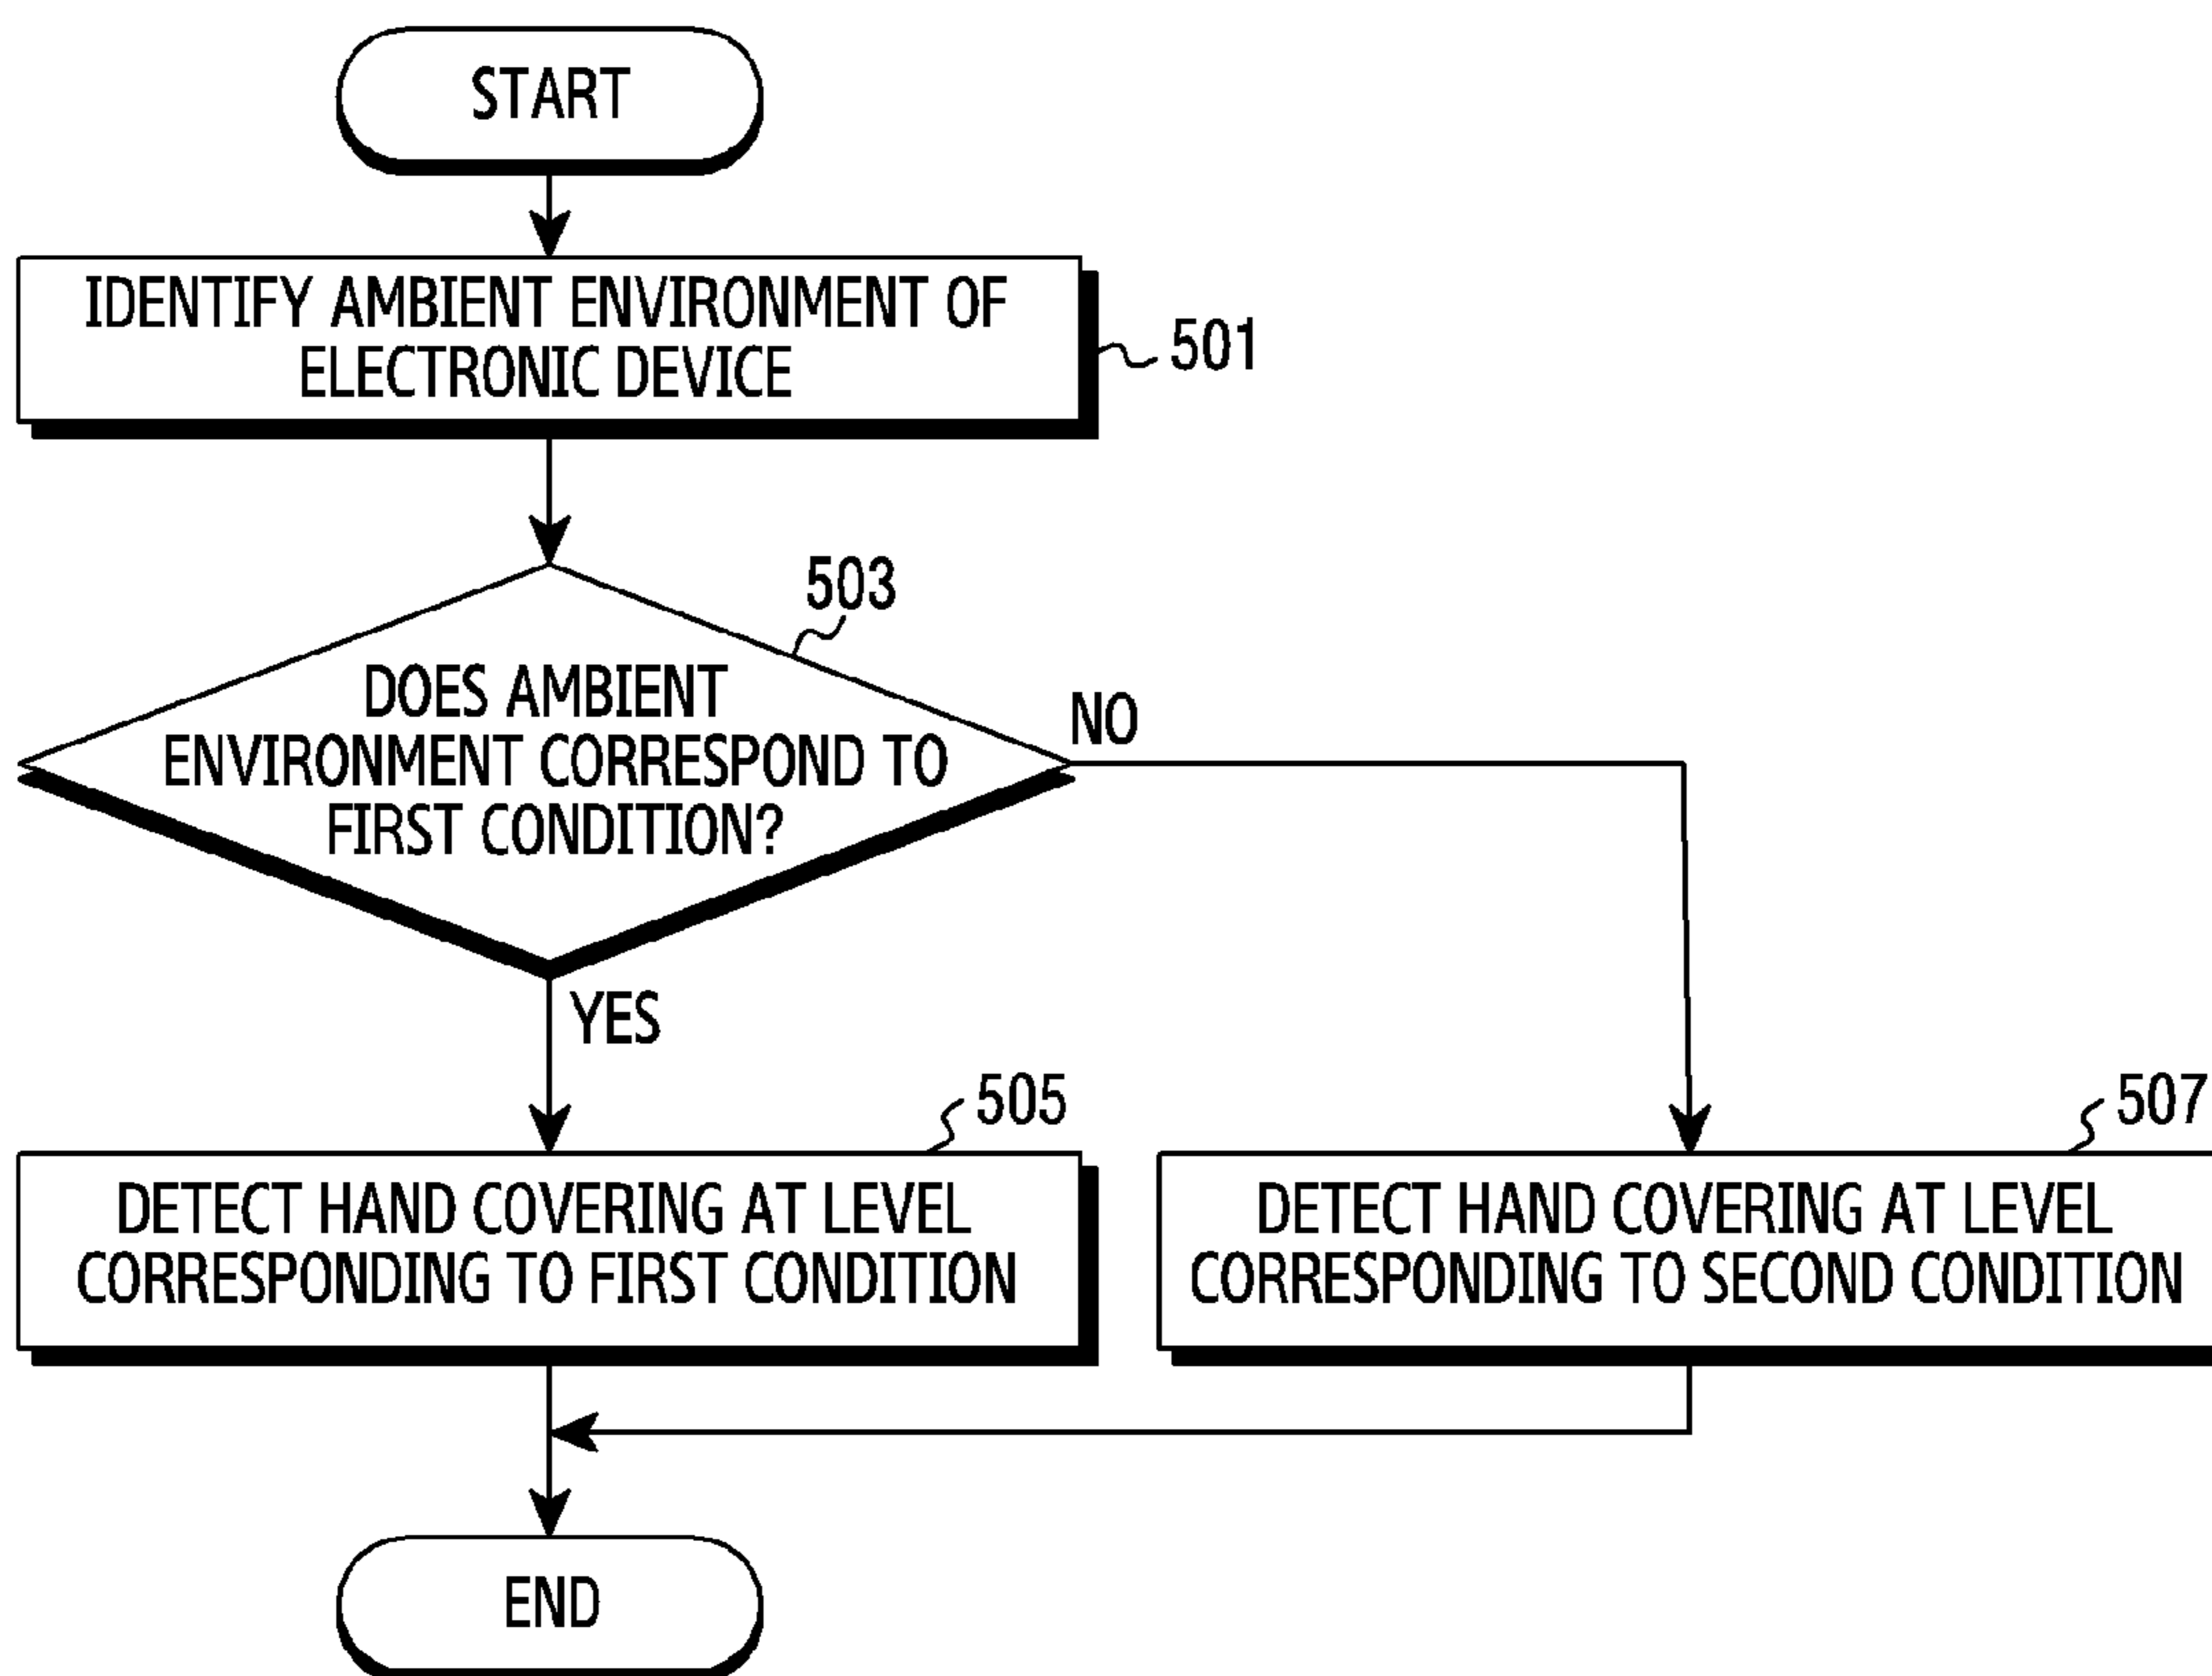 START
IDENTIFY AMBIENT ENVIRONMENT OF
ELECTRONIC DEVICE
501
503
DOES AMBIENT
ENVIRONMENT CORRESPOND TO
FIRST CONDITION?
NO
YES
505
DETECT HAND COVERING AT LEVEL
CORRESPONDING TO FIRST CONDITION
507
DETECT HAND COVERING AT LEVEL
CORRESPONDING TO SECOND CONDITION
END